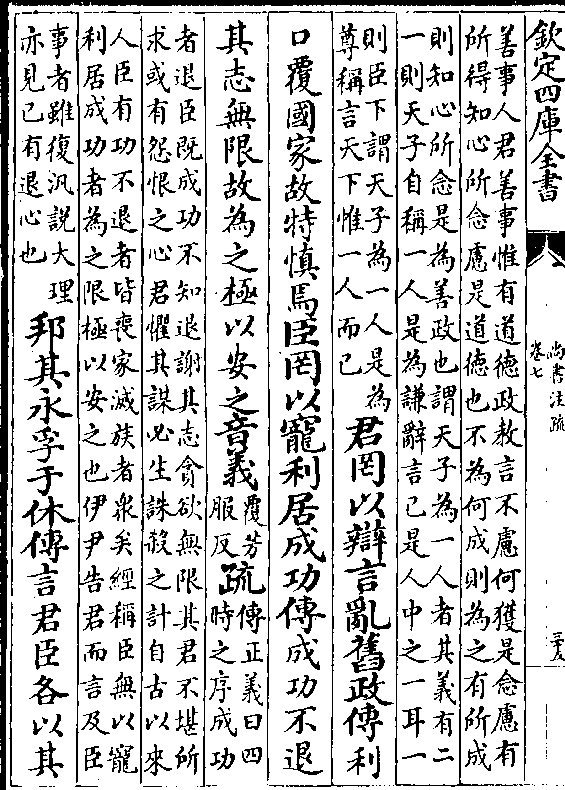 欽定四庫全書
尚書注疏
卷七
三十五
善事人君善事惟有道德政教言不慮何獲是念慮有
所得知心所念慮是道德也不為何成則為之有所成
則知心所念是為善政也謂天子為一人者其義有二
一則天子自稱一人是為謙辭言已是人中之一耳一
則臣下謂天子為一人是為
尊稱言天下惟一人而已
君罔以辯言亂舊政傳利
口覆國家故特慎焉臣罔以寵利居成功傳成功不退
其志無限故為之極以安之音義
覆芳
服反
疏
傳正義曰四
時之序成功
者退臣既成功不知退謝其志貪欲無限其君不堪所
求或有怨恨之心君懼其謀必生誅殺之計自古以來
人臣有功不退者皆喪家滅族者衆矣經稱臣無以寵
利居成功者為之限極以安之也伊尹告君而言及臣
事者雖復汎說大理
亦見已有退心也
邦其永孚于休傳言君臣各以其